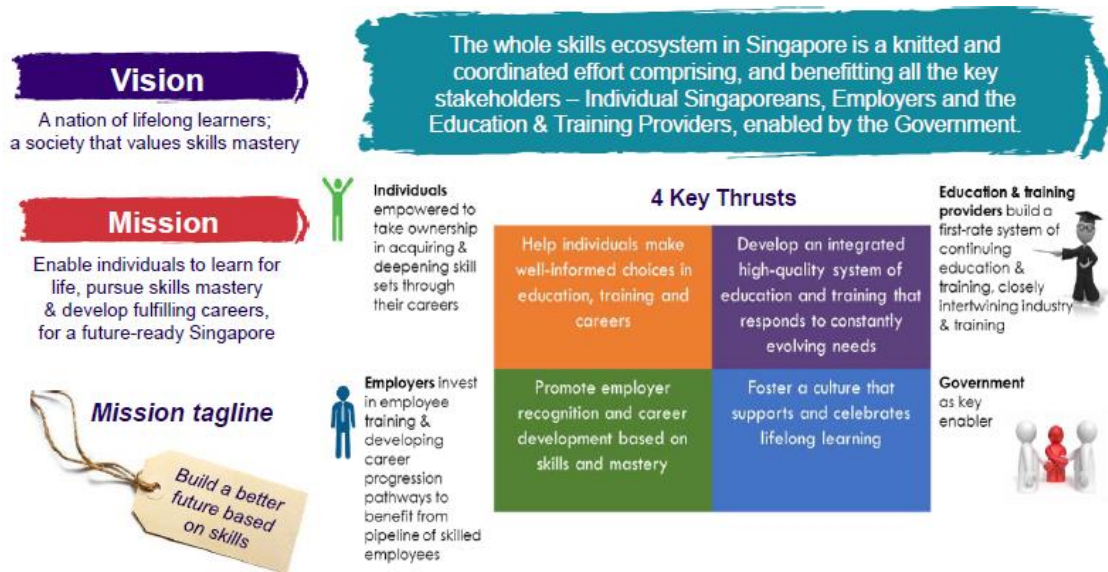 Vision
A nation of lifelong learners;
a society that values skills mastery
The whole skills ecosystem in Singapore is a knitted and
coordinated effort comprising, and benefitting all the key
stakeholders – Individual Singaporeans, Employers and the
Education & Training Providers, enabled by the Government.
Mission
Enable individuals to learn for
life, pursue skills mastery
& develop fulfilling careers,
for a future-ready Singapore
Mission tagline
Build a better
future based
on skills
Individuals
empowered to
take ownership
in acquiring &
deepening skill
sets through
their careers
Employers invest
in employee
training &
developing
career
progression
pathways to
benefit from
pipeline of skilled
employees
4 Key Thrusts
Help individuals make
well-informed choices in
education, training and
careers
Develop an integrated
high-quality system of
education and training that
responds to constantly
evolving needs
Promote employer
recognition and career
development based on
skills and mastery
Foster a culture that
supports and celebrates
lifelong learning
Education & training
providers build a
first-rate system of
continuing
education &
training, closely
intertwining industry
& training
Government
as key
enabler